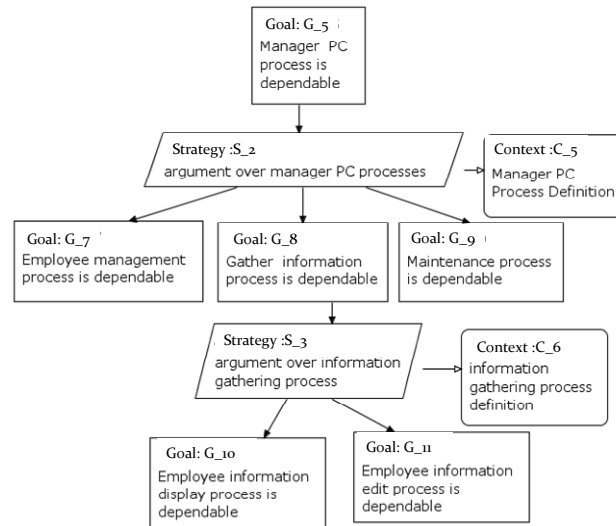 Goal: G_5
Manager PC
process is
dependable
Strategy :S_2
argument over manager PC processes
Context :C_5
Manager PC
Process Definition
Goal: G_7
Employee management
process is dependable
Goal: G_8
Gather information
process is dependable
Goal: G_9
Maintenance process
is dependable
Strategy :S_3
argument over information
gathering process
Context :C_6
information
gathering process
definition
Goal: G_10
Employee information
display process is
dependable
Goal: G_11
Employee information
edit process is
dependable